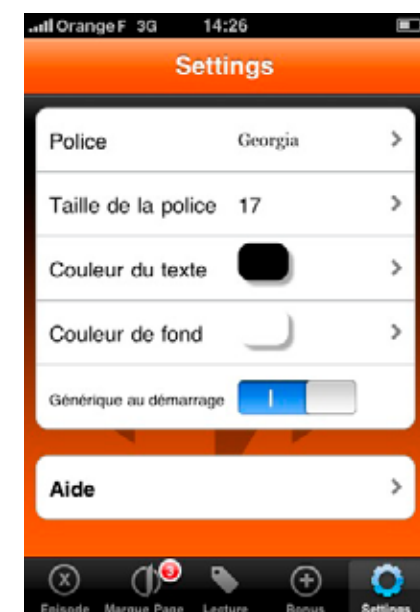 Orange F 3G 14:26
Settings
Police Georgia
Taille de la police 17
Couleur du texte
Couleur de fond
Générique au démarrage
Aide
3
Episode Marque Page Lecture Bonus Settings